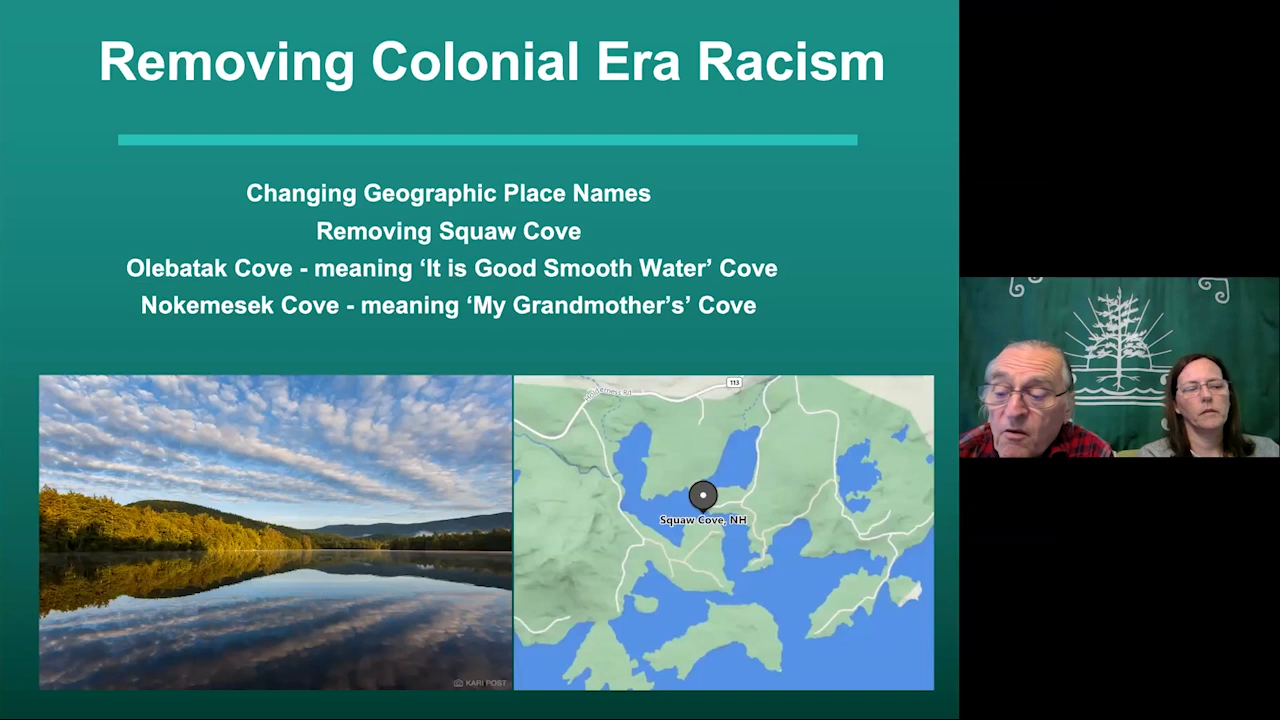 Removing Colonial Era Racism
Changing Geographic Place Names
Removing Squaw Cove
Olebatak Cove - meaning ‘It is Good Smooth Water’ Cove
Nokemesek Cove - meaning ‘My Grandmother’s’ Cove
113
Squaw Cove, NH
KARI POST